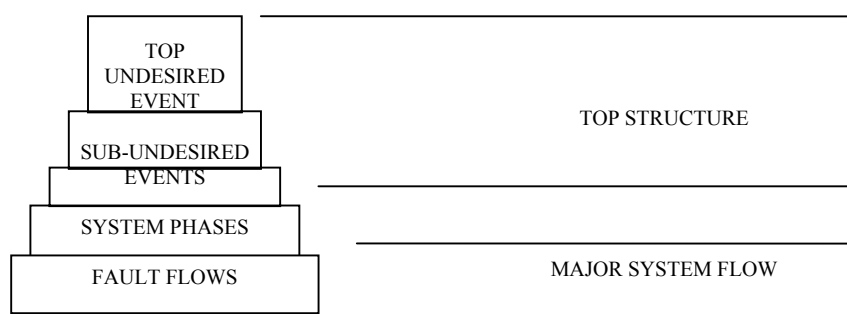 TOP
UNDESIRED
EVENT
TOP STRUCTURE
SUB-UNDESIRED
EVENTS
SYSTEM PHASES
FAULT FLOWS
MAJOR SYSTEM FLOW